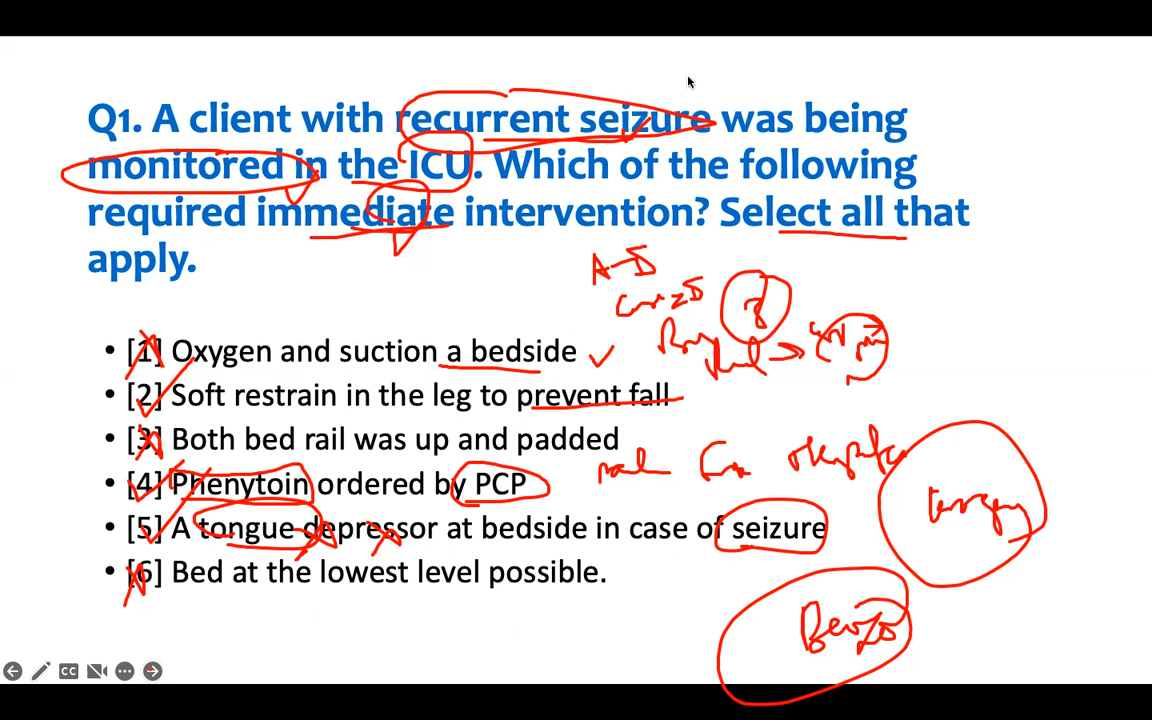 Q1. A client with recurrent seizure was being
monitored in the ICU. Which of the following
required immediate intervention? Select all that
apply.
• [1] Oxygen and suction a bedside
• [2] Soft restrain in the leg to prevent fall
• [3] Both bed rail was up and padded
• [4] Phenytoin ordered by PCP
• [5] A tongue depressor at bedside in case of seizure
• [6] Bed at the lowest level possible.
Benzo
CC